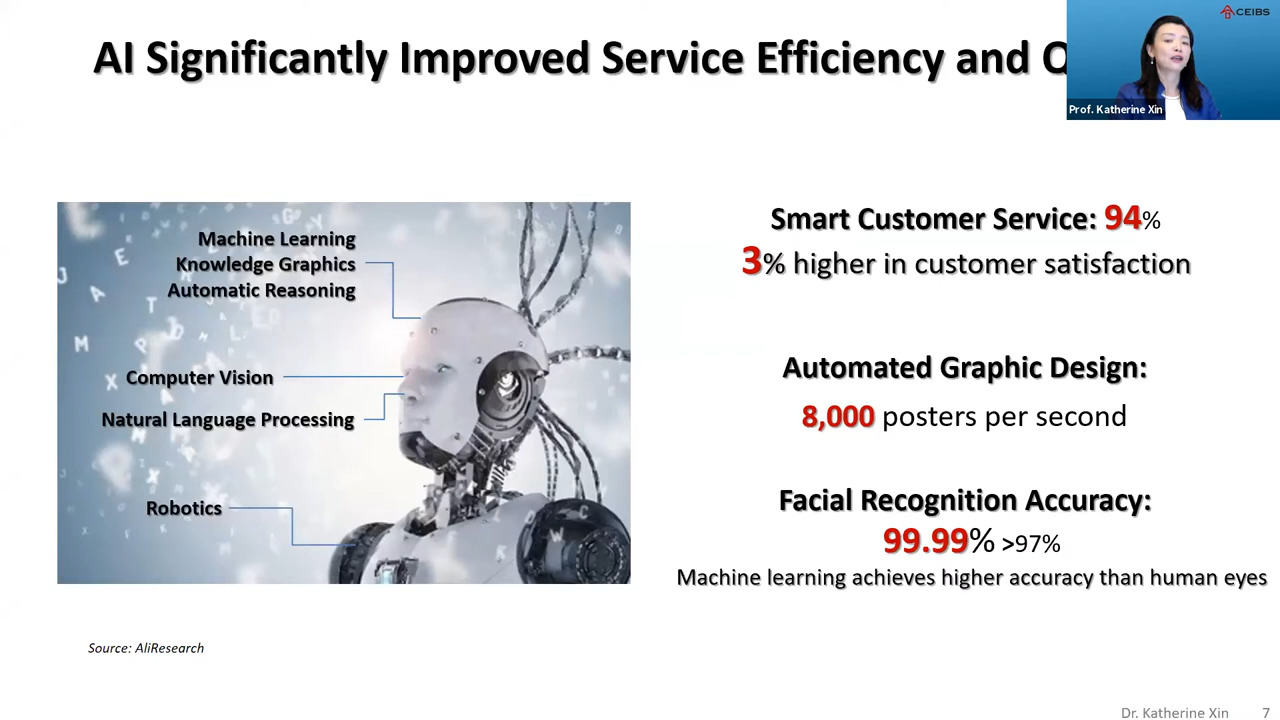 AI Significantly Improved Service Efficiency and
CEIBS
Prof. Katherine Xin
Machine Learning
Knowledge Graphics
Automatic Reasoning
Computer Vision
Natural Language Processing
Robotics
Smart Customer Service: 94%
3% higher in customer satisfaction
Automated Graphic Design:
8,000 posters per second
Facial Recognition Accuracy:
99.99% >97%
Machine learning achieves higher accuracy than human eyes
Source: AliResearch
Dr. Katherine Xin 7